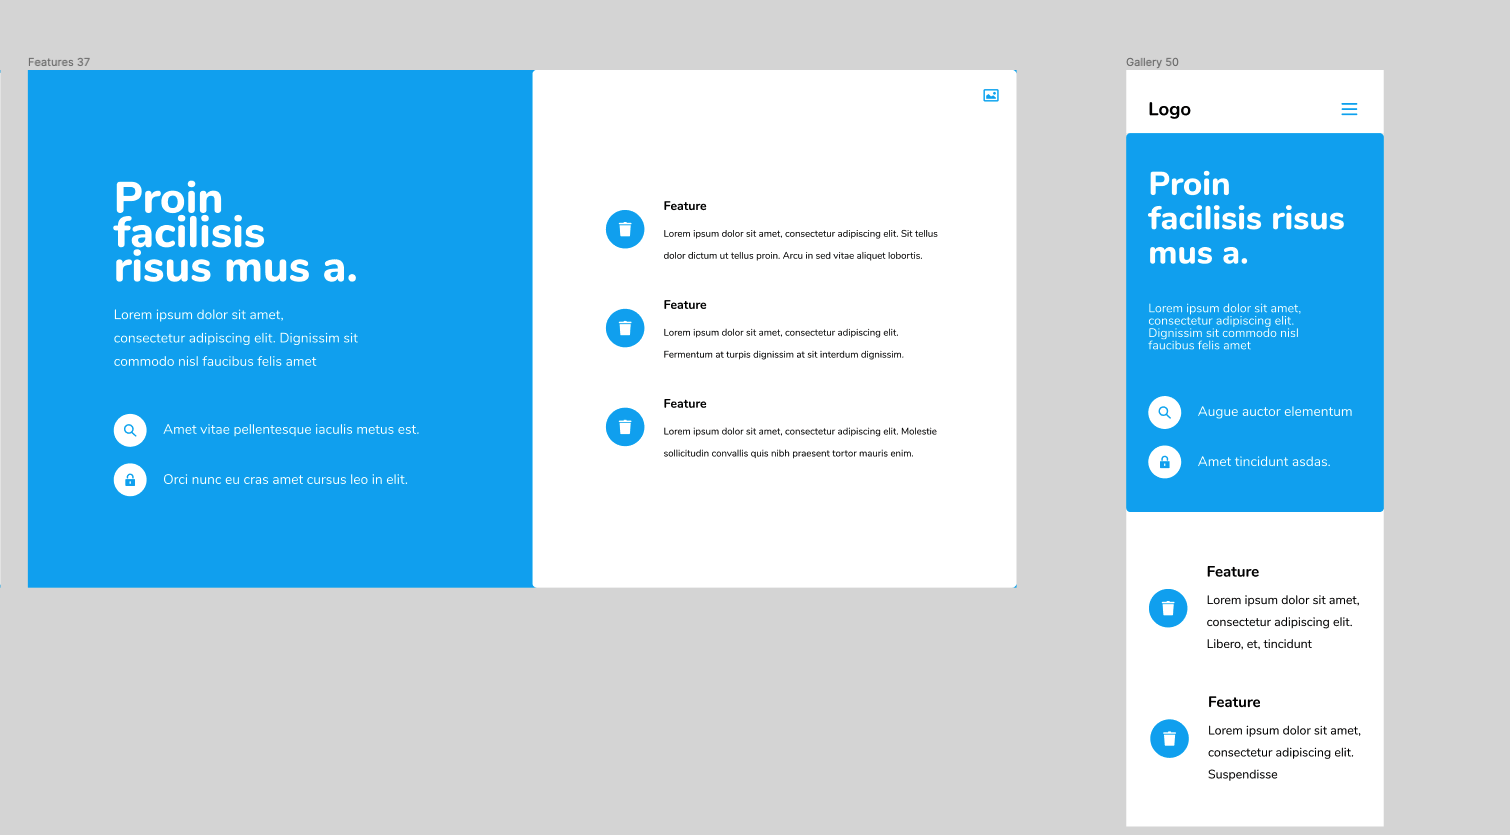 Features 37
Proin
facilisis
risus mus a.
Lorem ipsum dolor sit amet,
consectetur adipiscing elit. Dignissim sit
commodo nisl faucibus felis amet
Amet vitae pellentesque iaculis metus est.
Orci nunc eu cras amet cursus leo in elit.
Feature
Lorem ipsum dolor sit amet, consectetur adipiscing elit. Sit tellus
dolor dictum ut tellus proin. Arcu in sed vitae aliquet lobortis.
Feature
Lorem ipsum dolor sit amet, consectetur adipiscing elit.
Fermentum at turpis dignissim at sit interdum dignissim.
Feature
Lorem ipsum dolor sit amet, consectetur adipiscing elit. Molestie
sollicitudin convallis quis nibh praesent tortor mauris enim.
Gallery 50
Logo
Proin
facilisis risus
mus a.
Lorem ipsum dolor sit amet,
consectetur adipiscing elit.
Dignissim sit commodo nisl
faucibus felis amet
Augue auctor elementum
Amet tincidunt asdas.
Feature
Lorem ipsum dolor sit amet,
consectetur adipiscing elit.
Libero, et, tincidunt
Feature
Lorem ipsum dolor sit amet,
consectetur adipiscing elit.
Suspendisse